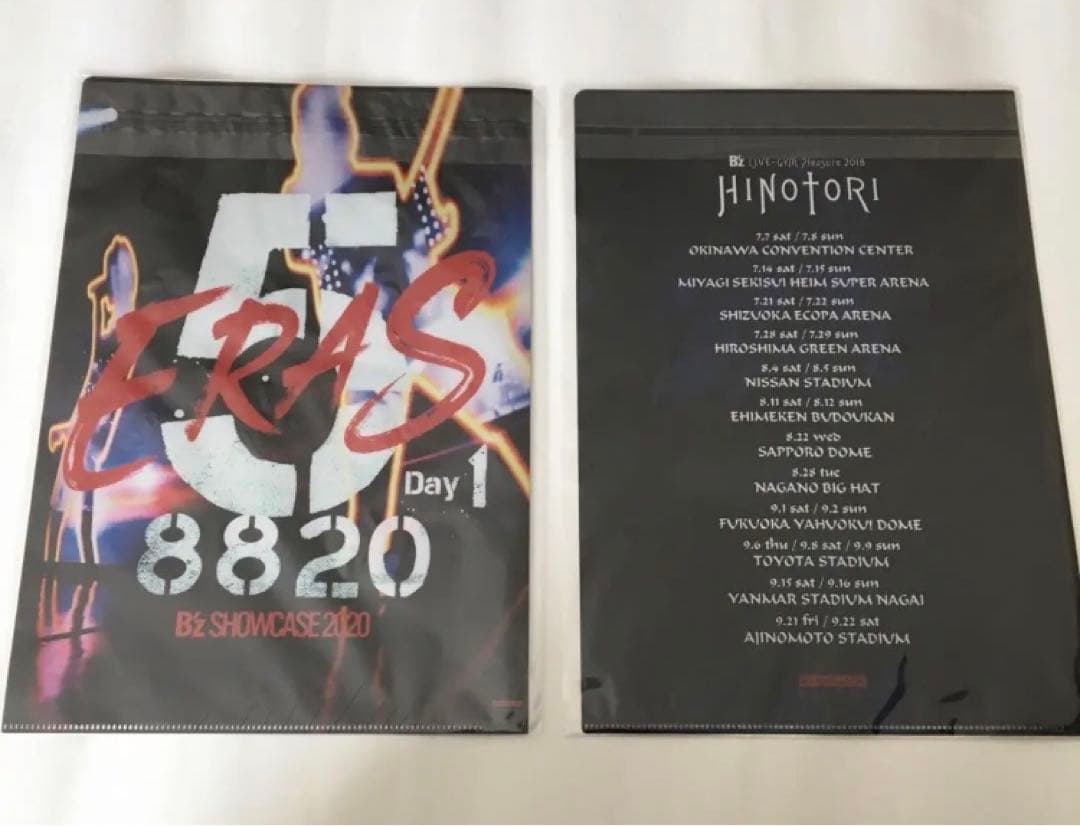 5
ERAS
Day 1
8820
B'z SHOWCASE 2020
B'z LIVE-GYM Pleasure 2018
HINOTORI
7.7 sat / 7.8 sun
OKINAWA CONVENTION CENTER
7.14 sat / 7.15 sun
MIYAGI SEKISUI HEIM SUPER ARENA
7.21 sat / 7.22 sun
SHIZUOKA ECOPA ARENA
7.28 sat / 7.29 sun
HIROSHIMA GREEN ARENA
8.4 sat / 8.5 sun
NISSAN STADIUM
8.11 sat / 8.12 sun
EHIMEKEN BUDOUKAN
8.22 wed
SAPPORO DOME
8.28 tue
NAGANO BIG HAT
9.1 sat / 9.2 sun
FUKUOKA YAHUOKU! DOME
9.6 thu / 9.8 sat / 9.9 sun
TOYOTA STADIUM
9.15 sat / 9.16 sun
YANMAR STADIUM NAGAI
9.21 fri / 9.22 sat
AJINOMOTO STADIUM